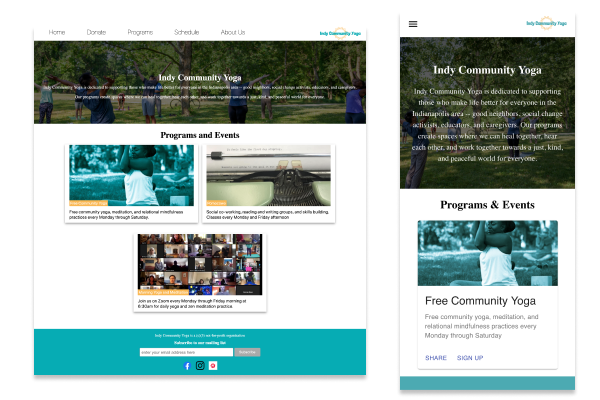 Home Donate Programs Schedule About Us Indy Community Yoga
Indy Community Yoga
Indy Community Yoga is dedicated to supporting those who make life better for everyone in the Indianapolis area -- good neighbors, social change activists, educators, and caregivers.
Our programs create spaces where we can heal together, hear each other, and work together towards a just, kind, and peaceful world for everyone.
Programs and Events
Free community yoga, meditation, and relational mindfulness
practices every Monday through Saturday.
Social co-working, reading and writing groups, and skills building.
Classes every Monday and Friday afternoon
Join us on Zoom every Monday through Friday morning at
6:30am for daily yoga and zen meditation practice.
Indy Community Yoga is a 501(c)3 not-for-profit organization
Subscribe to our mailing list
enter your email address here Subscribe
Indy Community Yoga
Indy Community Yoga
Indy Community Yoga is dedicated to supporting
those who make life better for everyone in the
Indianapolis area -- good neighbors, social change
activists, educators, and caregivers. Our programs
create spaces where we can heal together, hear
each other, and work together towards a just, kind,
and peaceful world for everyone.
Programs & Events
Free Community Yoga
Free community yoga, meditation, and
relational mindfulness practices every
Monday through Saturday
SHARE SIGN UP